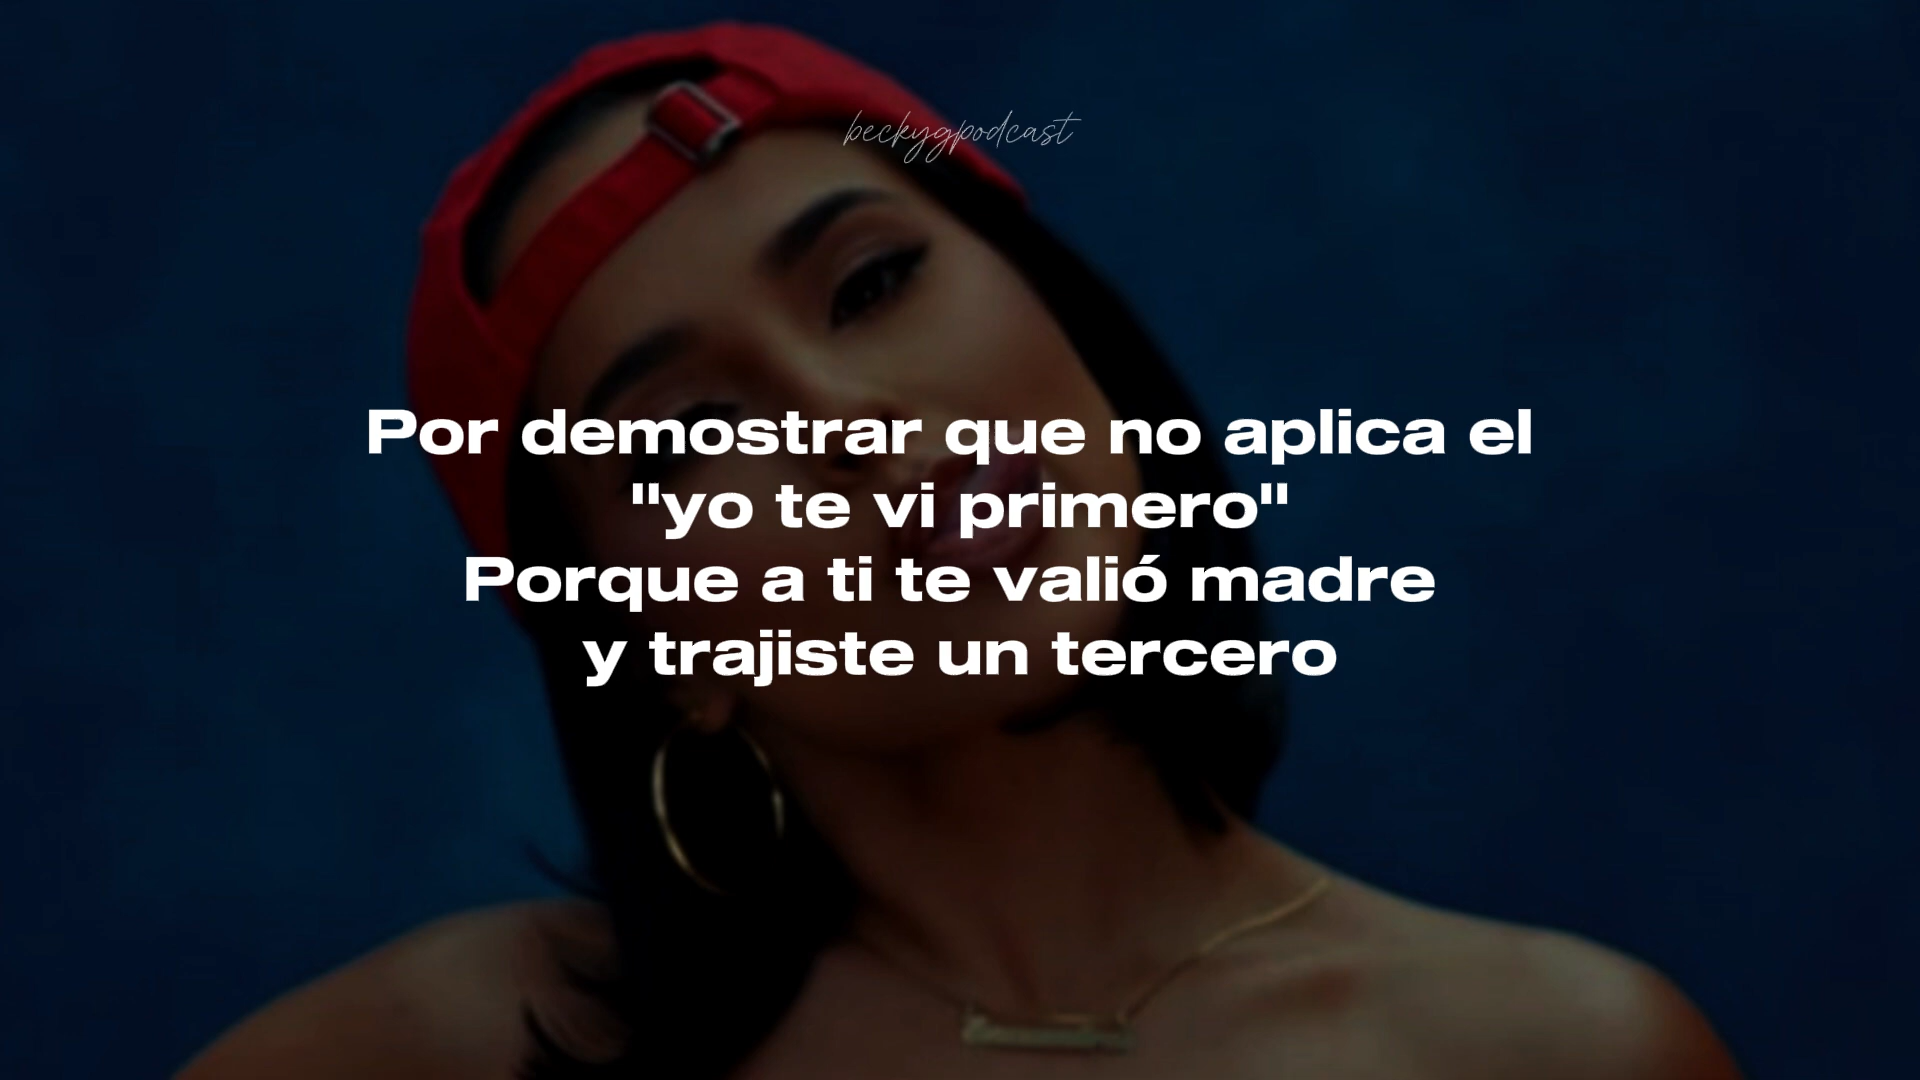 beckygpodcast
Por demostrar que no aplica el
"yo te vi primero"
Porque a ti te valió madre
y trajiste un tercero